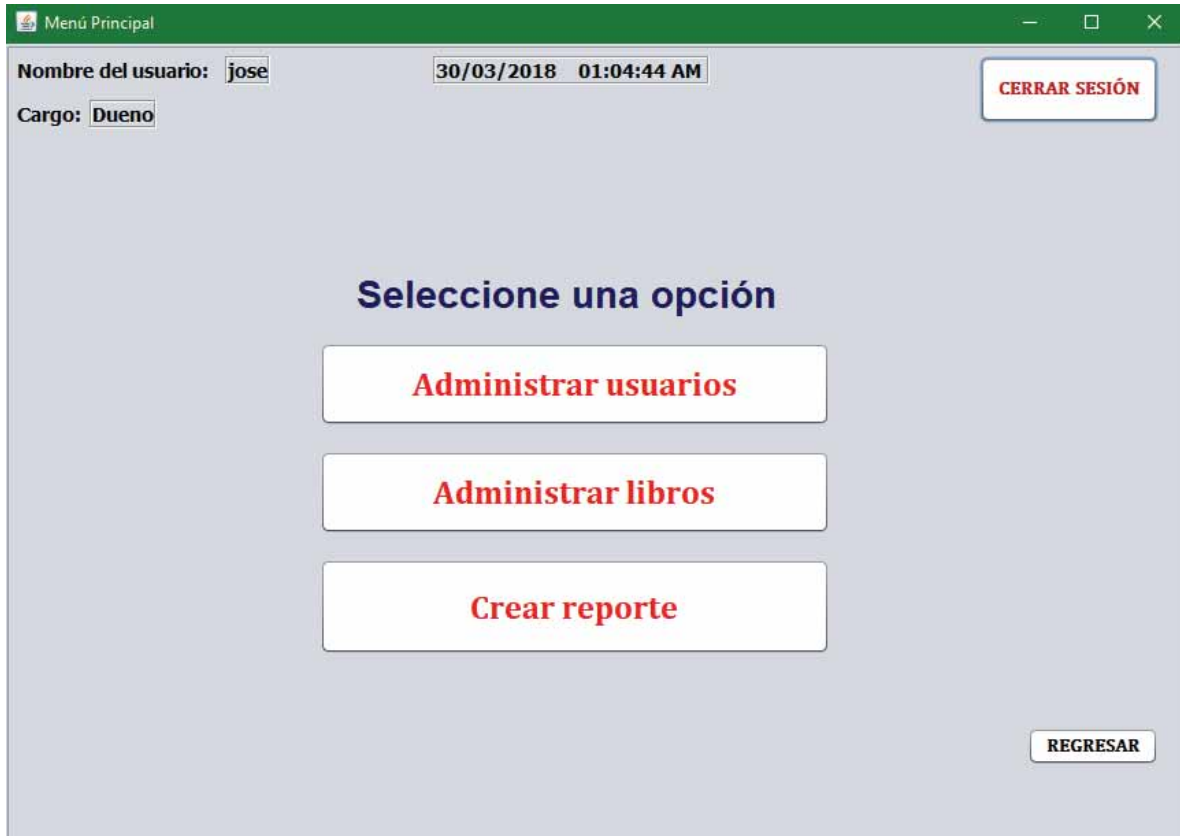 Menú Principal
Nombre del usuario: jose
30/03/2018 01:04:44 AM
CERRAR SESIÓN
Cargo: Dueno
Seleccione una opción
Administrar usuarios
Administrar libros
Crear reporte
REGRESAR